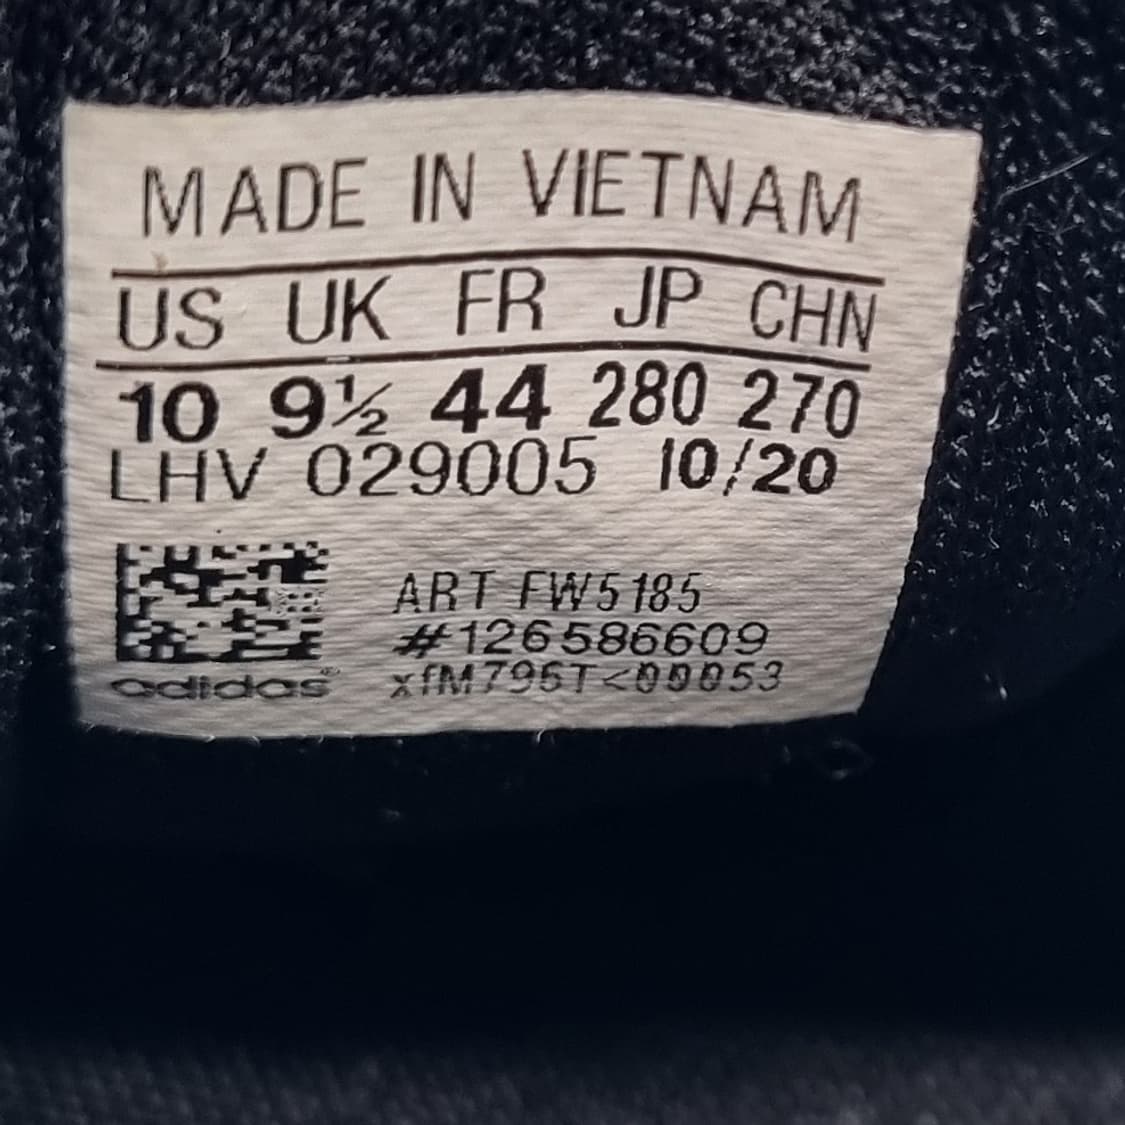 MADE IN VIETNAM
US UK FR JP CHN
10 9½ 44 280 270
LHV 029005 10/20
ART FW5185
#126586609
adidas
xfM795T<00053